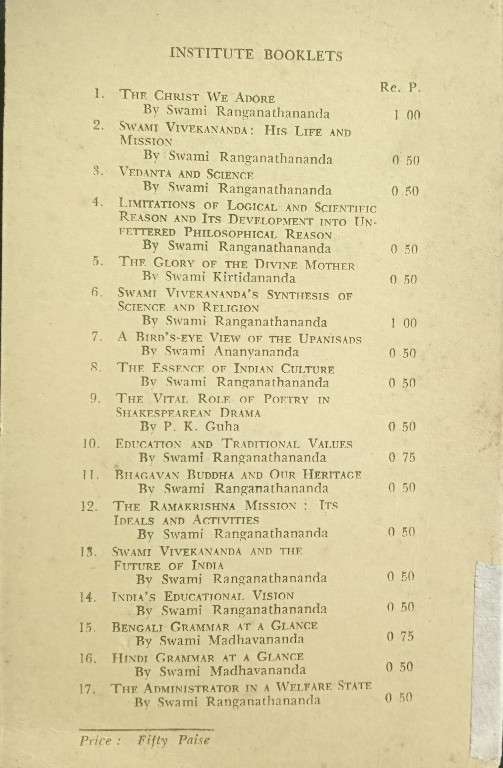 INSTITUTE BOOKLETS
Re. P.
1. THE CHRIST WE ADORE
By Swami Ranganathananda 1 00
2. SWAMI VIVEKANANDA: HIS LIFE AND
MISSION
By Swami Ranganathananda 0 50
3. VEDANTA AND SCIENCE
By Swami Ranganathananda 0 50
4. LIMITATIONS OF LOGICAL AND SCIENTIFIC
REASON AND ITS DEVELOPMENT INTO UN-
FETTERED PHILOSOPHICAL REASON
By Swami Ranganathananda 0 50
5. THE GLORY OF THE DIVINE MOTHER
By Swami Kirtidananda 0 50
6. SWAMI VIVEKANANDA'S SYNTHESIS OF
SCIENCE AND RELIGION
By Swami Ranganathananda 1 00
7. A BIRD'S-EYE VIEW OF THE UPANISADS
By Swami Ananyananda 0 50
8. THE ESSENCE OF INDIAN CULTURE
By Swami Ranganathananda 0 50
9. THE VITAL ROLE OF POETRY IN
SHAKESPEAREAN DRAMA
By P. K. Guha 0 50
10. EDUCATION AND TRADITIONAL VALUES
By Swami Ranganathananda 0 75
11. BHAGAVAN BUDDHA AND OUR HERITAGE
By Swami Ranganathananda 0 50
12. THE RAMAKRISHNA MISSION : ITS
IDEALS AND ACTIVITIES
By Swami Ranganathananda 0 50
13. SWAMI VIVEKANANDA AND THE
FUTURE OF INDIA
By Swami Ranganathananda 0 50
14. INDIA'S EDUCATIONAL VISION
By Swami Ranganathananda 0 50
15. BENGALI GRAMMAR AT A GLANCE
By Swami Madhavananda 0 75
16. HINDI GRAMMAR AT A GLANCE
By Swami Madhavananda 0 50
17. THE ADMINISTRATOR IN A WELFARE STATE
By Swami Ranganathananda 0 50
Price : Fifty Paise